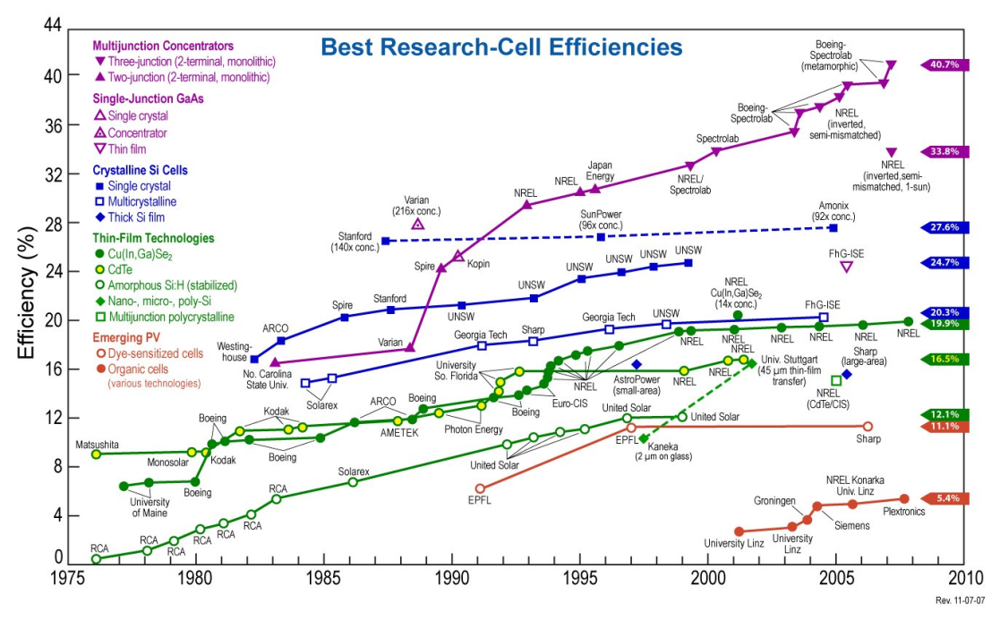 Best Research-Cell Efficiencies
Efficiency (%)
44
40
36
32
28
24
20
16
12
8
4
0
Multijunction Concentrators
Three-junction (2-terminal, monolithic)
Two-junction (2-terminal, monolithic)
Single-Junction GaAs
Single crystal
Concentrator
Thin film
Crystalline Si Cells
Single crystal
Multicrystalline
Thick Si film
Thin-Film Technologies
Cu(In,Ga)Se2
CdTe
Amorphous Si:H (stabilized)
Nano-, micro-, poly-Si
Multijunction polycrystalline
Emerging PV
Dye-sensitized cells
Organic cells
(various technologies)
Boeing-
Spectrolab
(metamorphic)
Boeing-
Spectrolab
NREL
(inverted,
semi-mismatched)
Spectrolab
NREL/
Spectrolab
Japan
Energy
NREL
NREL
NREL
(inverted,semi-
mismatched, 1-sun)
Varian
(216x conc.)
Stanford
(140x conc.)
SunPower
(96x conc.)
Amonix
(92x conc.)
Spire
Kopin
FhG-ISE
UNSW
UNSW
UNSW
UNSW
UNSW
UNSW
Westing-
house
ARCO
Spire
Stanford
Varian
No. Carolina
State Univ.
Solarex
Georgia Tech
Sharp
Georgia Tech
UNSW
NREL
Cu(In,Ga)Se2
(14x conc.)
FhG-ISE
NREL
NREL
NREL
NREL
NREL
NREL
NREL
NREL
NREL
NREL
Univ. Stuttgart
(45 µm thin-film
transfer)
Sharp
(large-area)
NREL
(CdTe/CIS)
AstroPower
(small-area)
University
So. Florida
NREL
Euro-CIS
Boeing
Boeing
ARCO
AMETEK
Photon Energy
Kodak
Boeing
Matsushita
Monosolar
Kodak
Boeing
Boeing
University
of Maine
Solarex
RCA
RCA
RCA
RCA
RCA
RCA
RCA
United Solar
United Solar
United Solar
EPFL
EPFL
Kaneka
(2 µm on glass)
Sharp
Groningen
NREL Konarka
Univ. Linz
University Linz
University
Linz
Siemens
Plextronics
40.7%
33.8%
27.6%
24.7%
20.3%
19.9%
16.5%
12.1%
11.1%
5.4%
1975
1980
1985
1990
1995
2000
2005
2010
Rev. 11-07-07